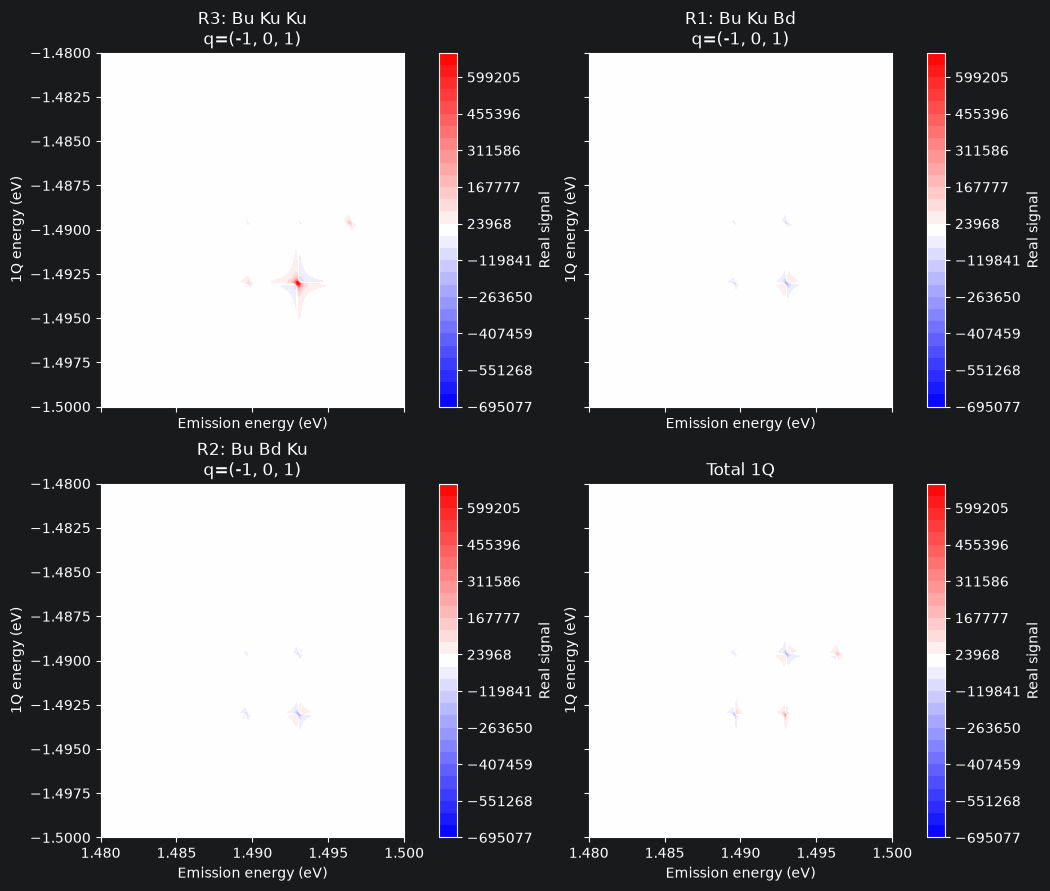 R3: Bu Ku Ku
q=(-1, 0, 1)
−1.4800
−1.4825
−1.4850
−1.4875
−1.4900
−1.4925
−1.4950
−1.4975
−1.5000
1Q energy (eV)
Emission energy (eV)
599205
455396
311586
167777
23968
−119841
−263650
−407459
−551268
−695077
Real signal
R1: Bu Ku Bd
q=(-1, 0, 1)
1Q energy (eV)
Emission energy (eV)
599205
455396
311586
167777
23968
−119841
−263650
−407459
−551268
−695077
Real signal
R2: Bu Bd Ku
q=(-1, 0, 1)
−1.4800
−1.4825
−1.4850
−1.4875
−1.4900
−1.4925
−1.4950
−1.4975
−1.5000
1Q energy (eV)
1.480 1.485 1.490 1.495 1.500
Emission energy (eV)
599205
455396
311586
167777
23968
−119841
−263650
−407459
−551268
−695077
Real signal
Total 1Q
1Q energy (eV)
1.480 1.485 1.490 1.495 1.500
Emission energy (eV)
599205
455396
311586
167777
23968
−119841
−263650
−407459
−551268
−695077
Real signal